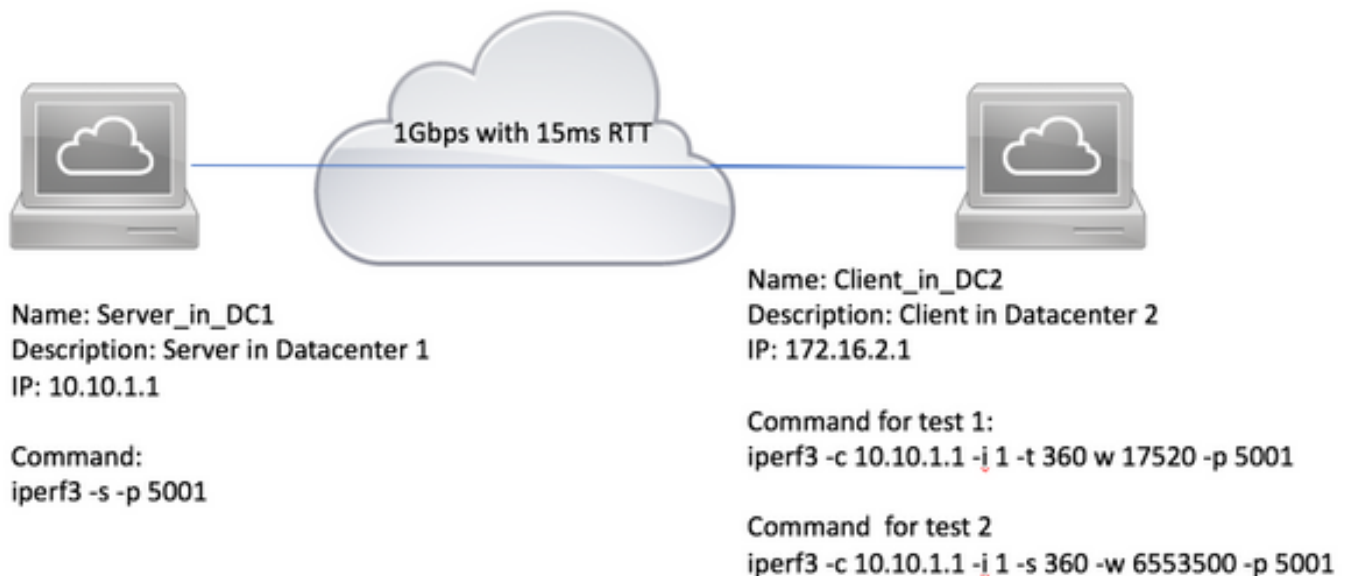 1Gbps with 15ms RTT
Name: Server_in_DC1
Description: Server in Datacenter 1
IP: 10.10.1.1
Command:
iperf3 -s -p 5001
Name: Client_in_DC2
Description: Client in Datacenter 2
IP: 172.16.2.1
Command for test 1:
iperf3 -c 10.10.1.1 -i 1 -t 360 w 17520 -p 5001
Command for test 2
iperf3 -c 10.10.1.1 -i 1 -s 360 -w 6553500 -p 5001